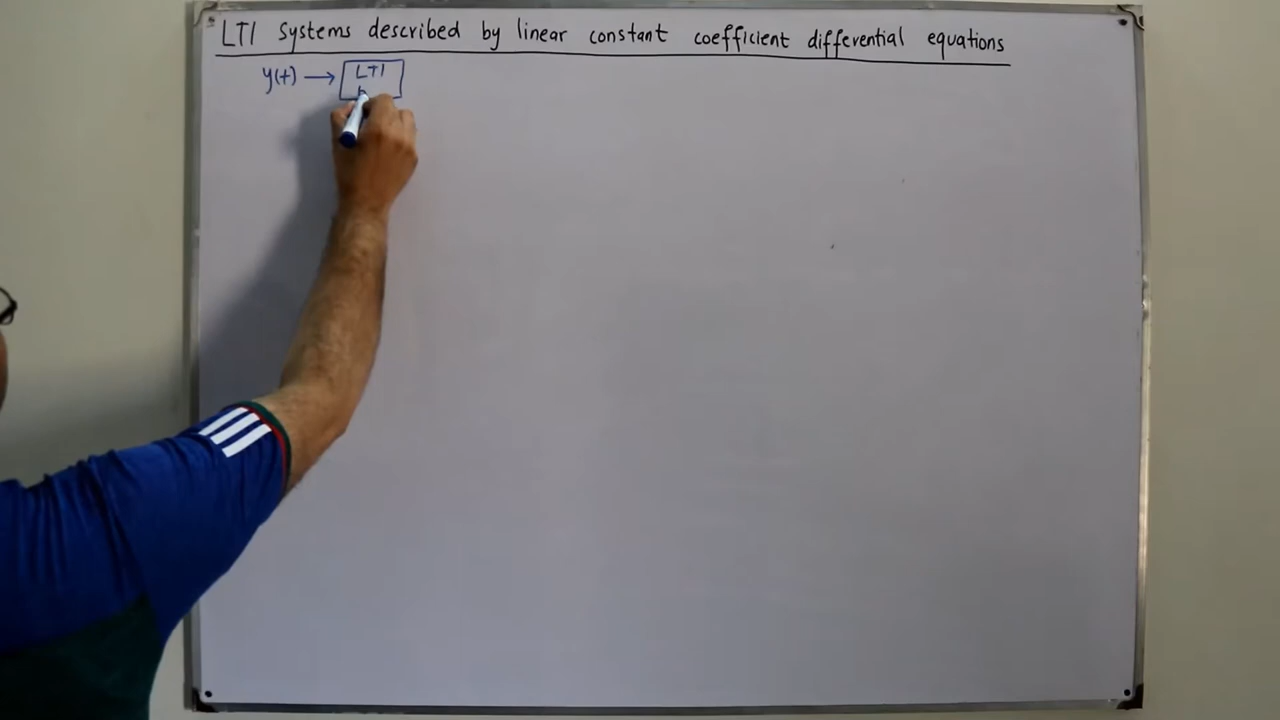 LTI Systems described by linear constant coefficient differential equations
y(t) → LTI
h